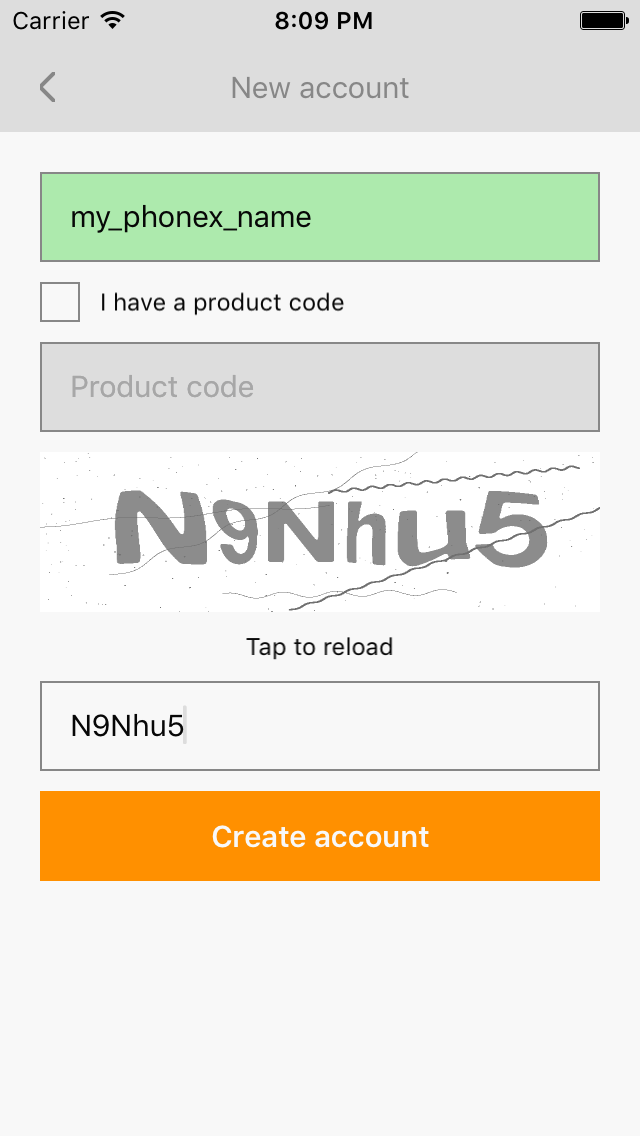 Carrier 8:09 PM
New account
my_phonex_name
I have a product code
Product code
N9Nhu5
Tap to reload
N9Nhu5
Create account